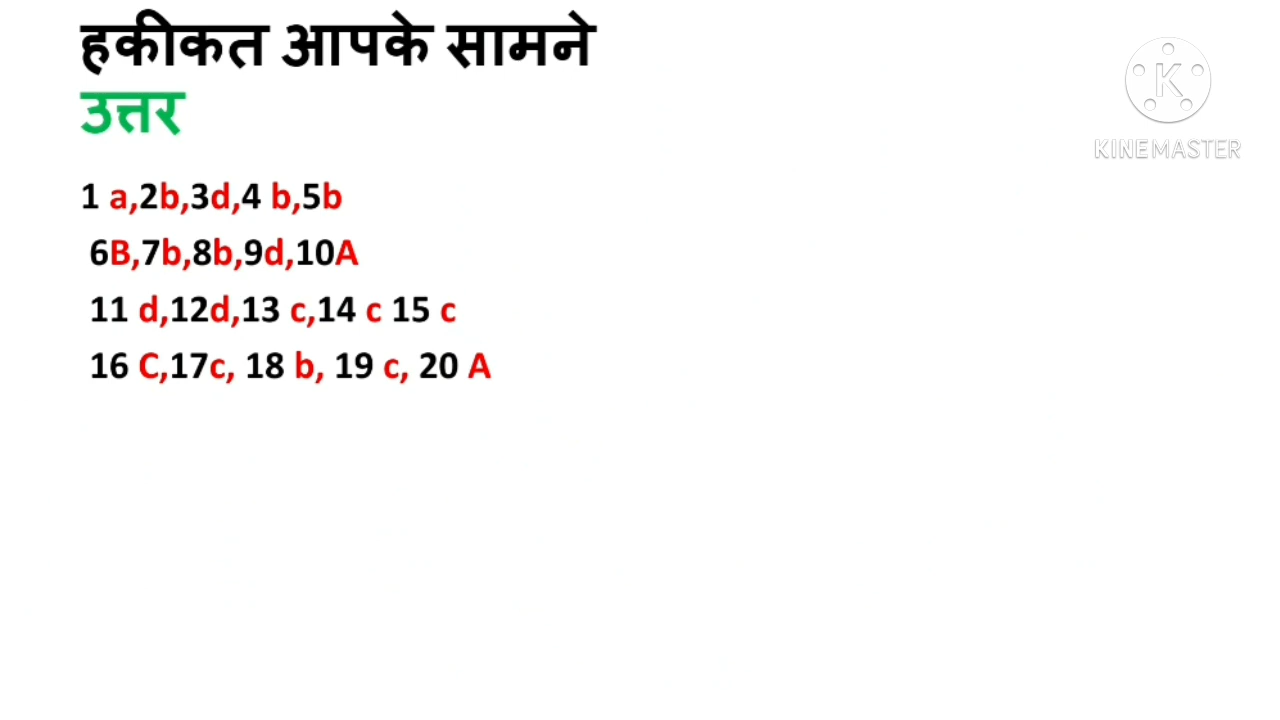 हकीकत आपके सामने
उत्तर
1 a,2b,3d,4 b,5b
6B,7b,8b,9d,10A
11 d,12d,13 c,14 c 15 c
16 C,17c, 18 b, 19 c, 20 A
K
KINEMASTER